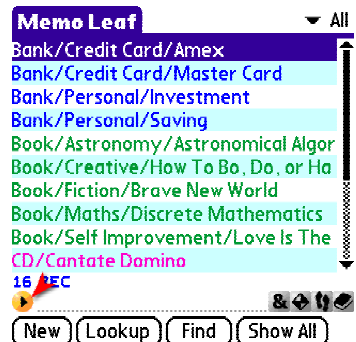 Memo Leaf
All
Bank/Credit Card/Amex
Bank/Credit Card/Master Card
Bank/Personal/Investment
Bank/Personal/Saving
Book/Astronomy/Astronomical Algor
Book/Creative/How To Bo, Do, or Ha
Book/Fiction/Brave New World
Book/Maths/Discrete Mathematics
Book/Self Improvement/Love Is The
CD/Cantate Domino
16 REC
&
New Lookup Find Show All